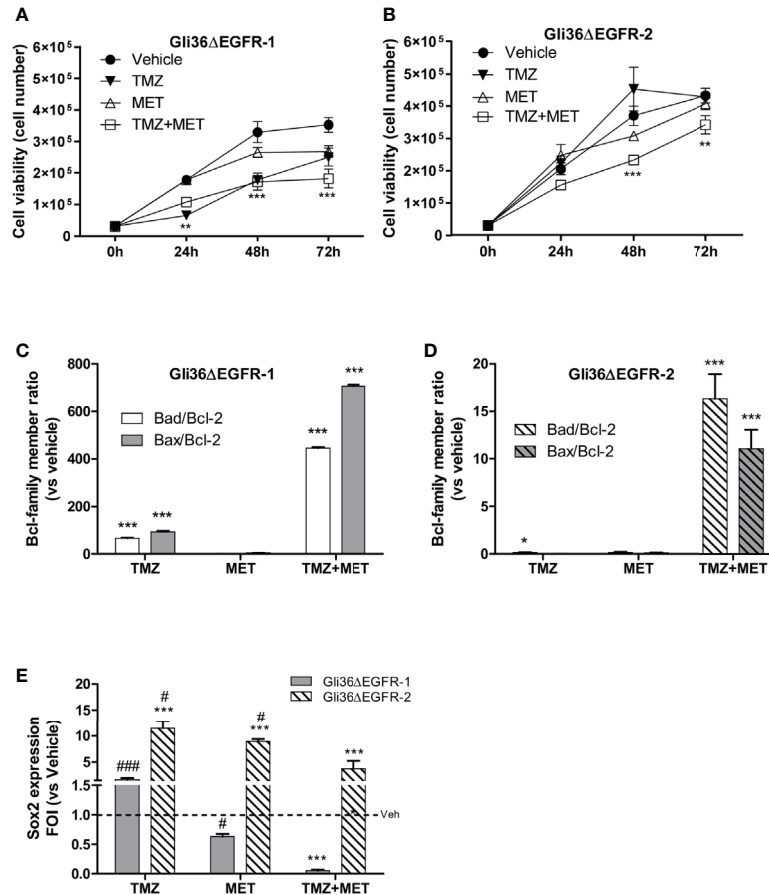 A
Gli36ΔEGFR-1
Cell viability (cell number)
6×10⁵
5×10⁵
4×10⁵
3×10⁵
2×10⁵
1×10⁵
0
Vehicle
TMZ
MET
TMZ+MET
**
***
***
0h
24h
48h
72h
B
Gli36ΔEGFR-2
Cell viability (cell number)
6×10⁵
5×10⁵
4×10⁵
3×10⁵
2×10⁵
1×10⁵
0
Vehicle
TMZ
MET
TMZ+MET
***
**
0h
24h
48h
72h
C
Gli36ΔEGFR-1
Bcl-family member ratio
(vs vehicle)
800
600
400
200
0
Bad/Bcl-2
Bax/Bcl-2
***
***
***
***
TMZ
MET
TMZ+MET
D
Gli36ΔEGFR-2
Bcl-family member ratio
(vs vehicle)
20
15
10
5
0
Bad/Bcl-2
Bax/Bcl-2
*
***
***
TMZ
MET
TMZ+MET
E
Gli36ΔEGFR-1
Gli36ΔEGFR-2
Sox2 expression
FOI (vs Vehicle)
20
15
10
5
1.5
1.0
0.5
0.0
###
#
***
#
#
***
***
***
Veh
TMZ
MET
TMZ+MET